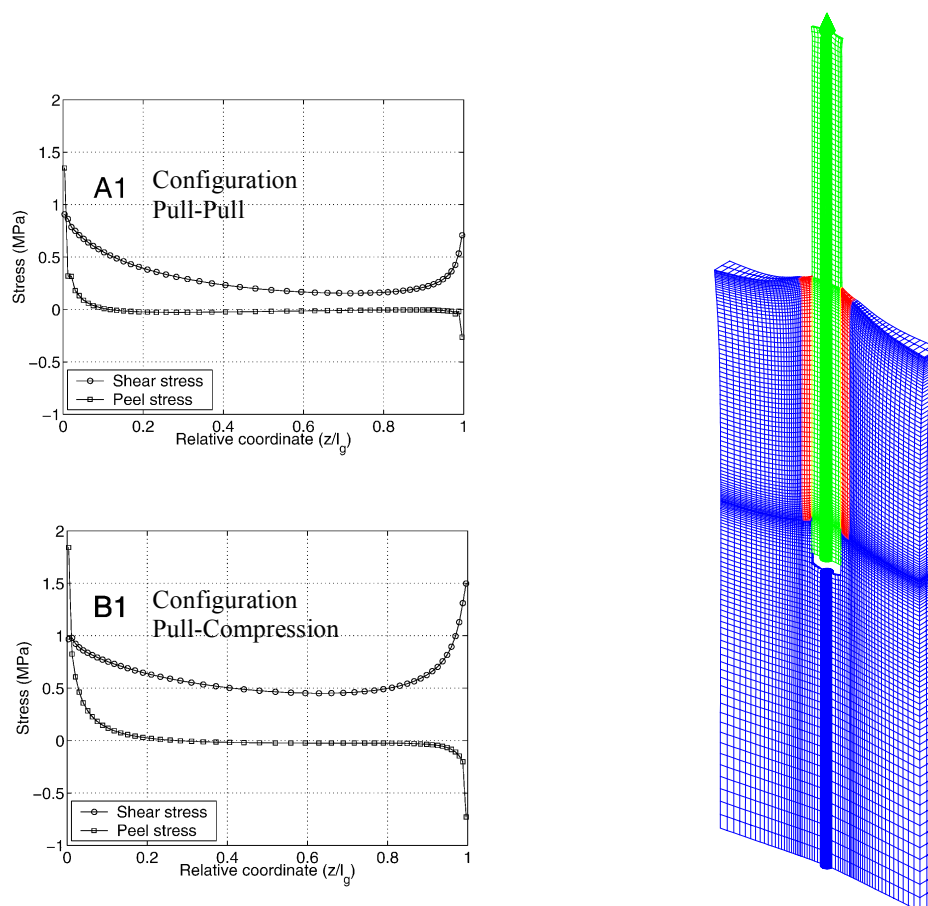 2
1.5
1
0.5
0
-0.5
-1
Stress (MPa)
A1
Configuration
Pull-Pull
Shear stress
Peel stress
0 0.2 0.4 0.6 0.8 1
Relative coordinate (z/lg)
2
1.5
1
0.5
0
-0.5
-1
Stress (MPa)
B1
Configuration
Pull-Compression
Shear stress
Peel stress
0 0.2 0.4 0.6 0.8 1
Relative coordinate (z/lg)